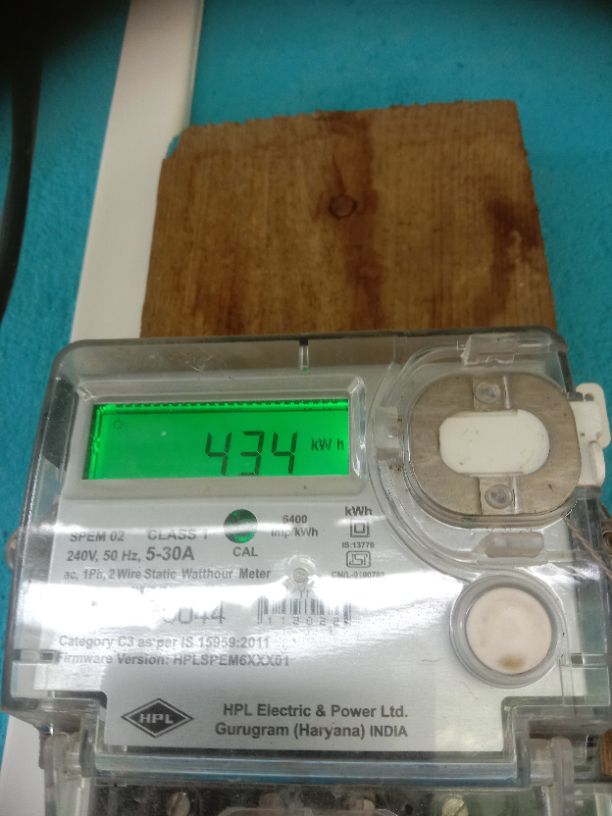 434 kWh
SPEM 02 CLASS 1
6400
imp/kWh
kWh
240V, 50 Hz, 5-30A
CAL
IS:13779
ac, 1Ph, 2 Wire Static Watthour Meter
Category C3 as per IS 15959:2011
Firmware Version: HPLSPEM6XXX01
HPL
HPL Electric & Power Ltd.
Gurugram (Haryana) INDIA